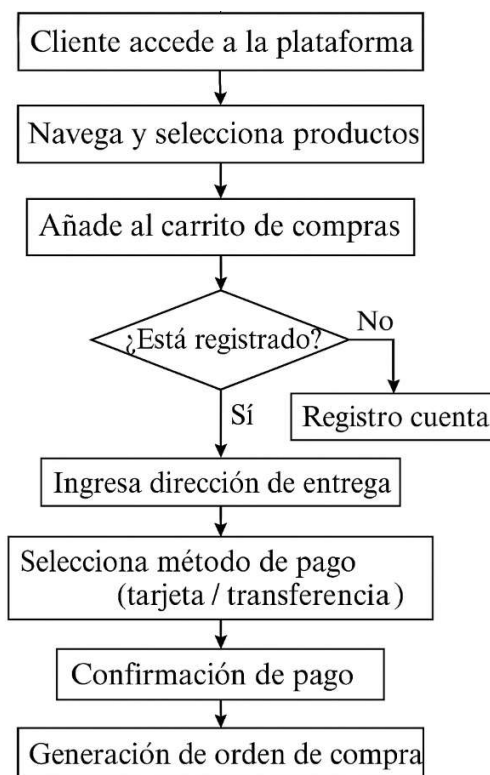 Cliente accede a la plataforma
Navega y selecciona productos
Añade al carrito de compras
¿Está registrado?
No
Sí
Registro cuenta
Ingresa dirección de entrega
Selecciona método de pago
(tarjeta / transferencia)
Confirmación de pago
Generación de orden de compra